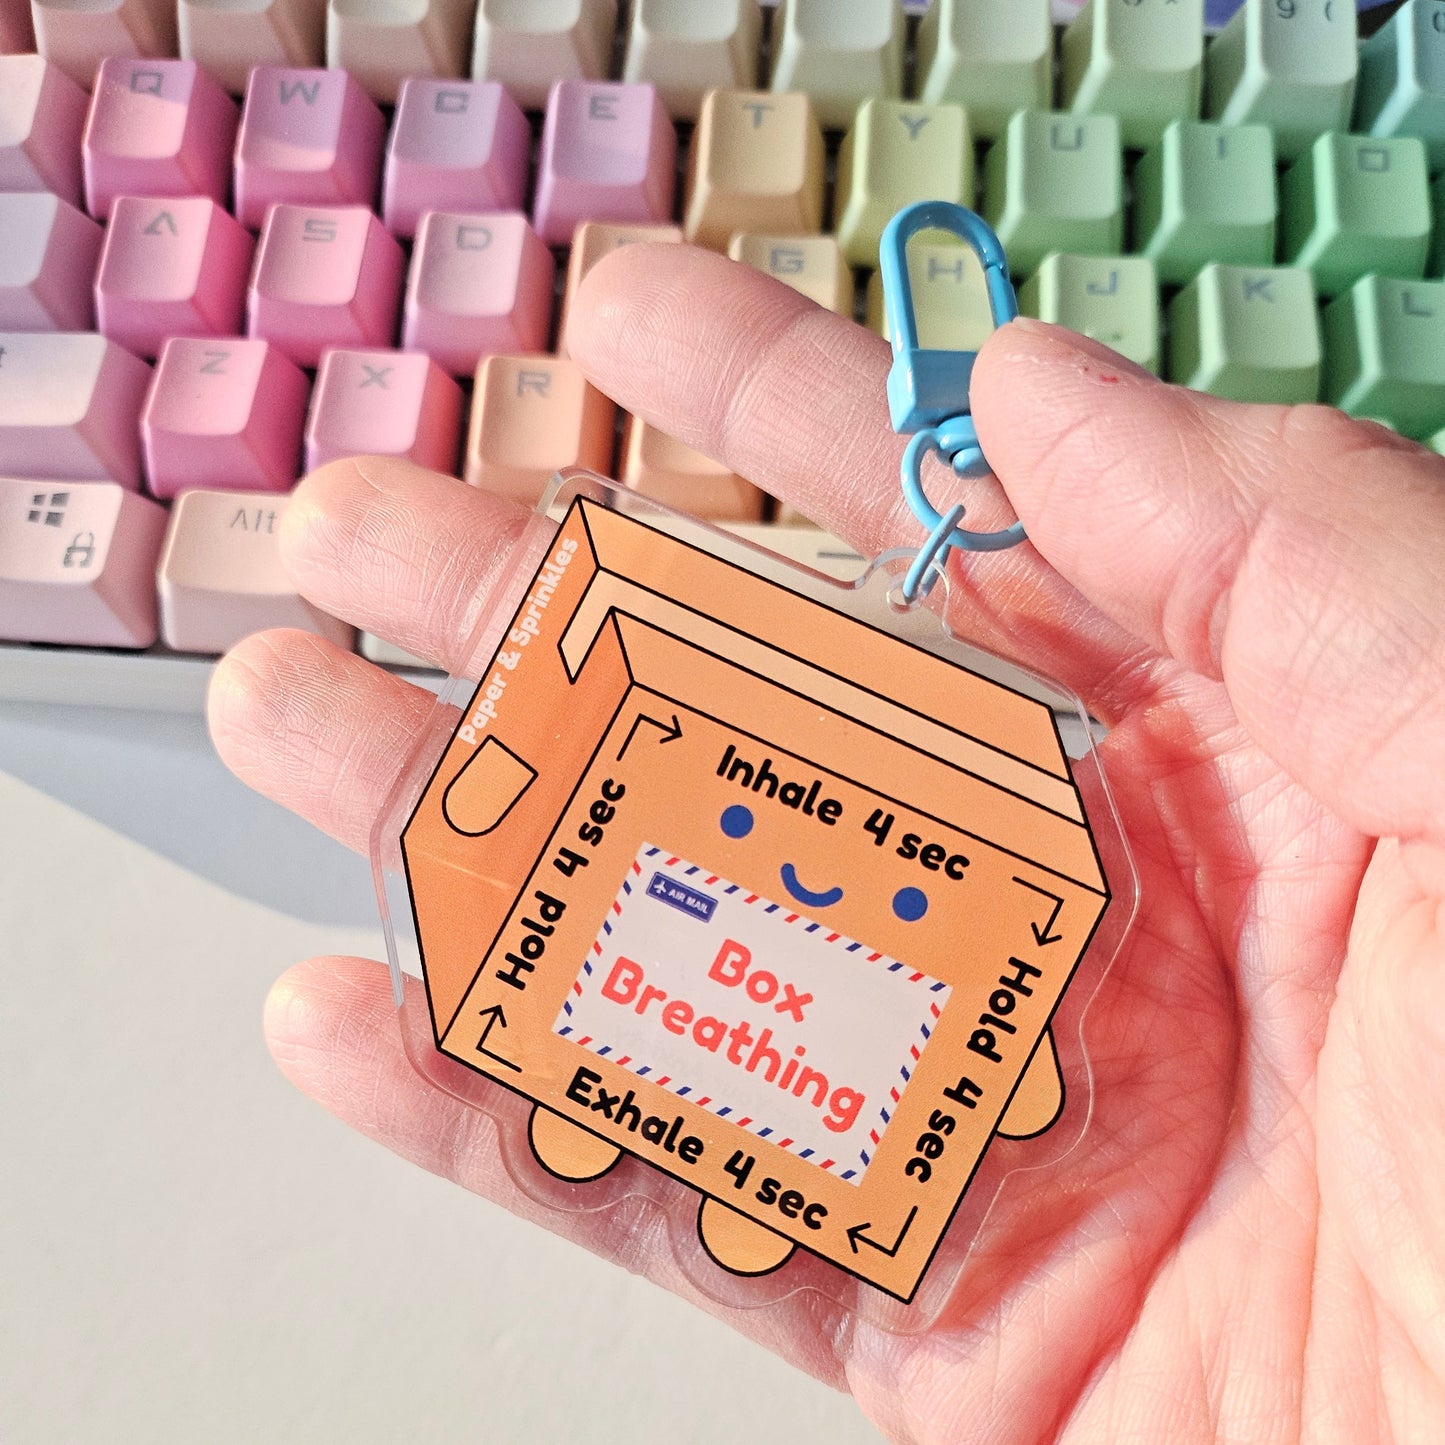 9 (
Q W C E T Y U I O
A S D G H J K L
Z X R
Alt
Paper & Sprinkles
Inhale 4 sec
Hold 4 sec
Exhale 4 sec
Hold 4 sec
AIR MAIL
Box
Breathing